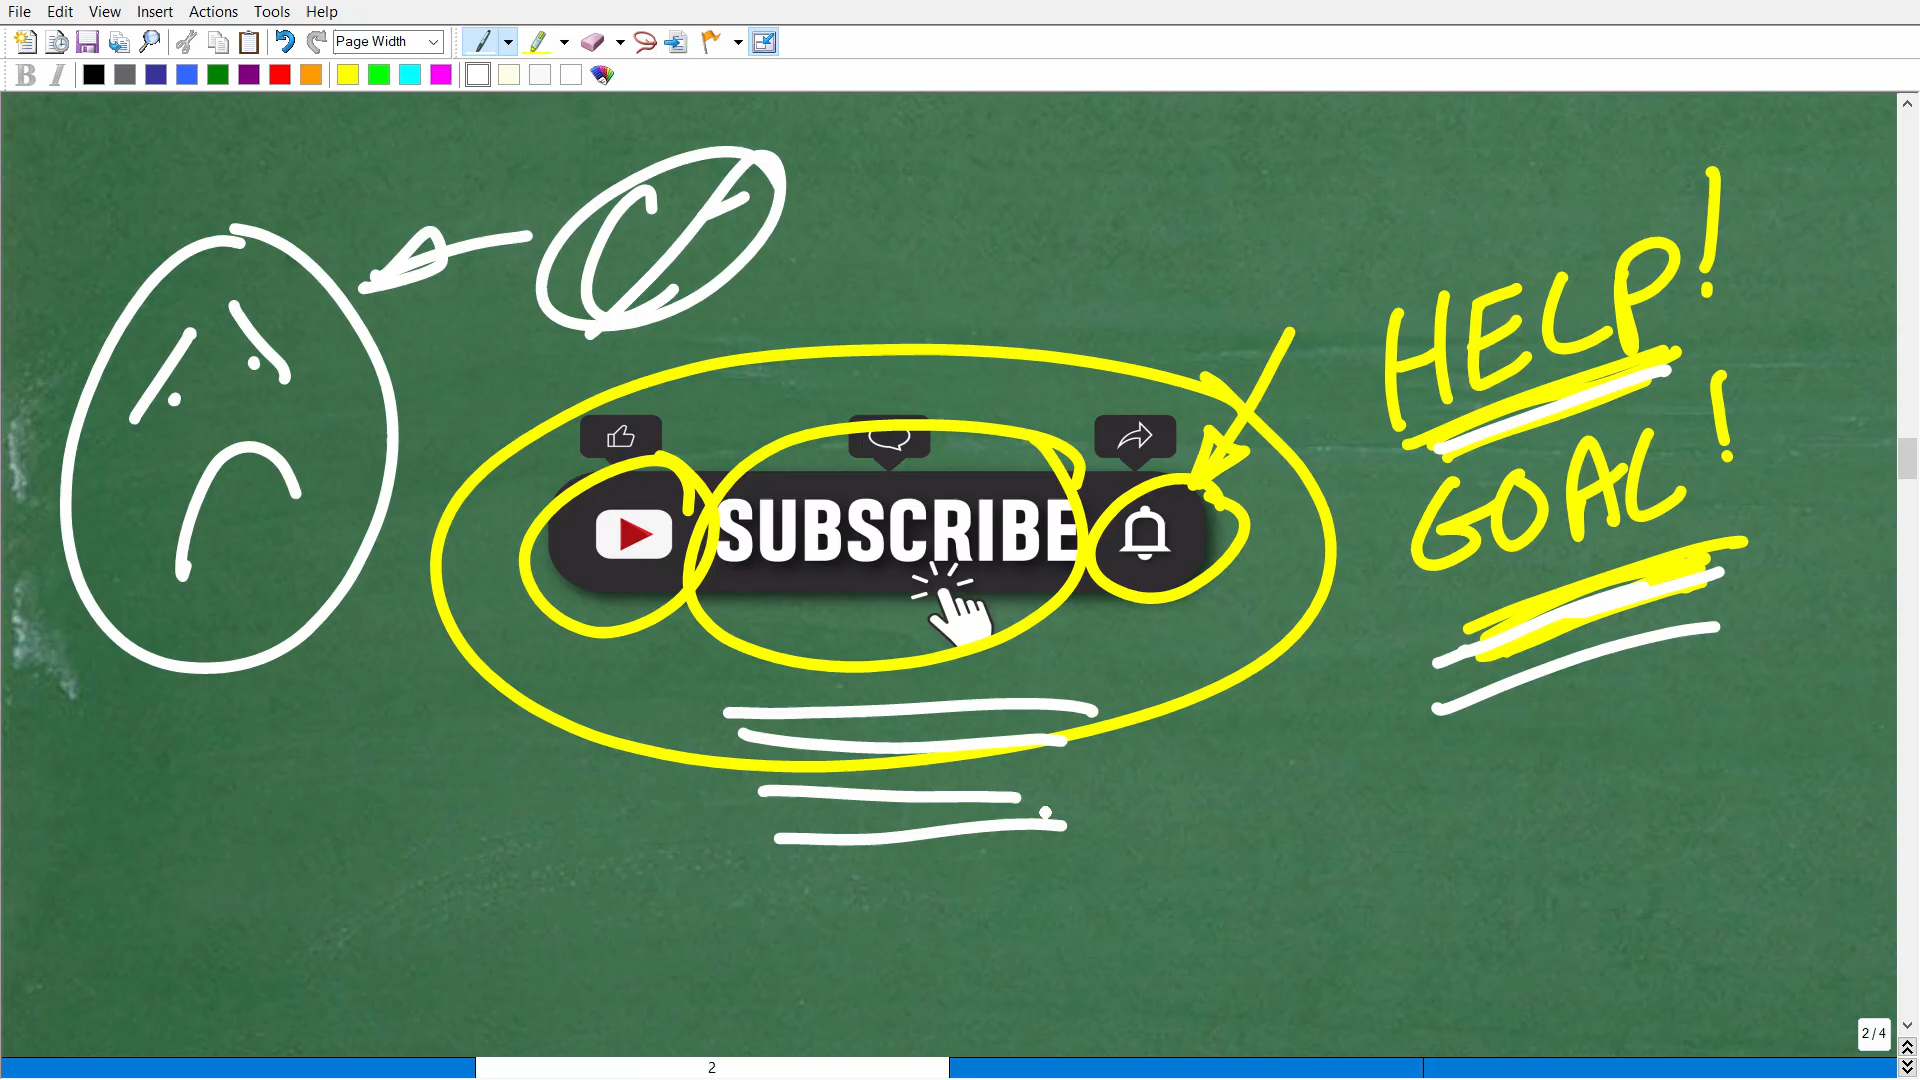 File Edit View Insert Actions Tools Help
Page Width
B I
HELP!
GOAL!
SUBSCRIBE
2 / 4
2